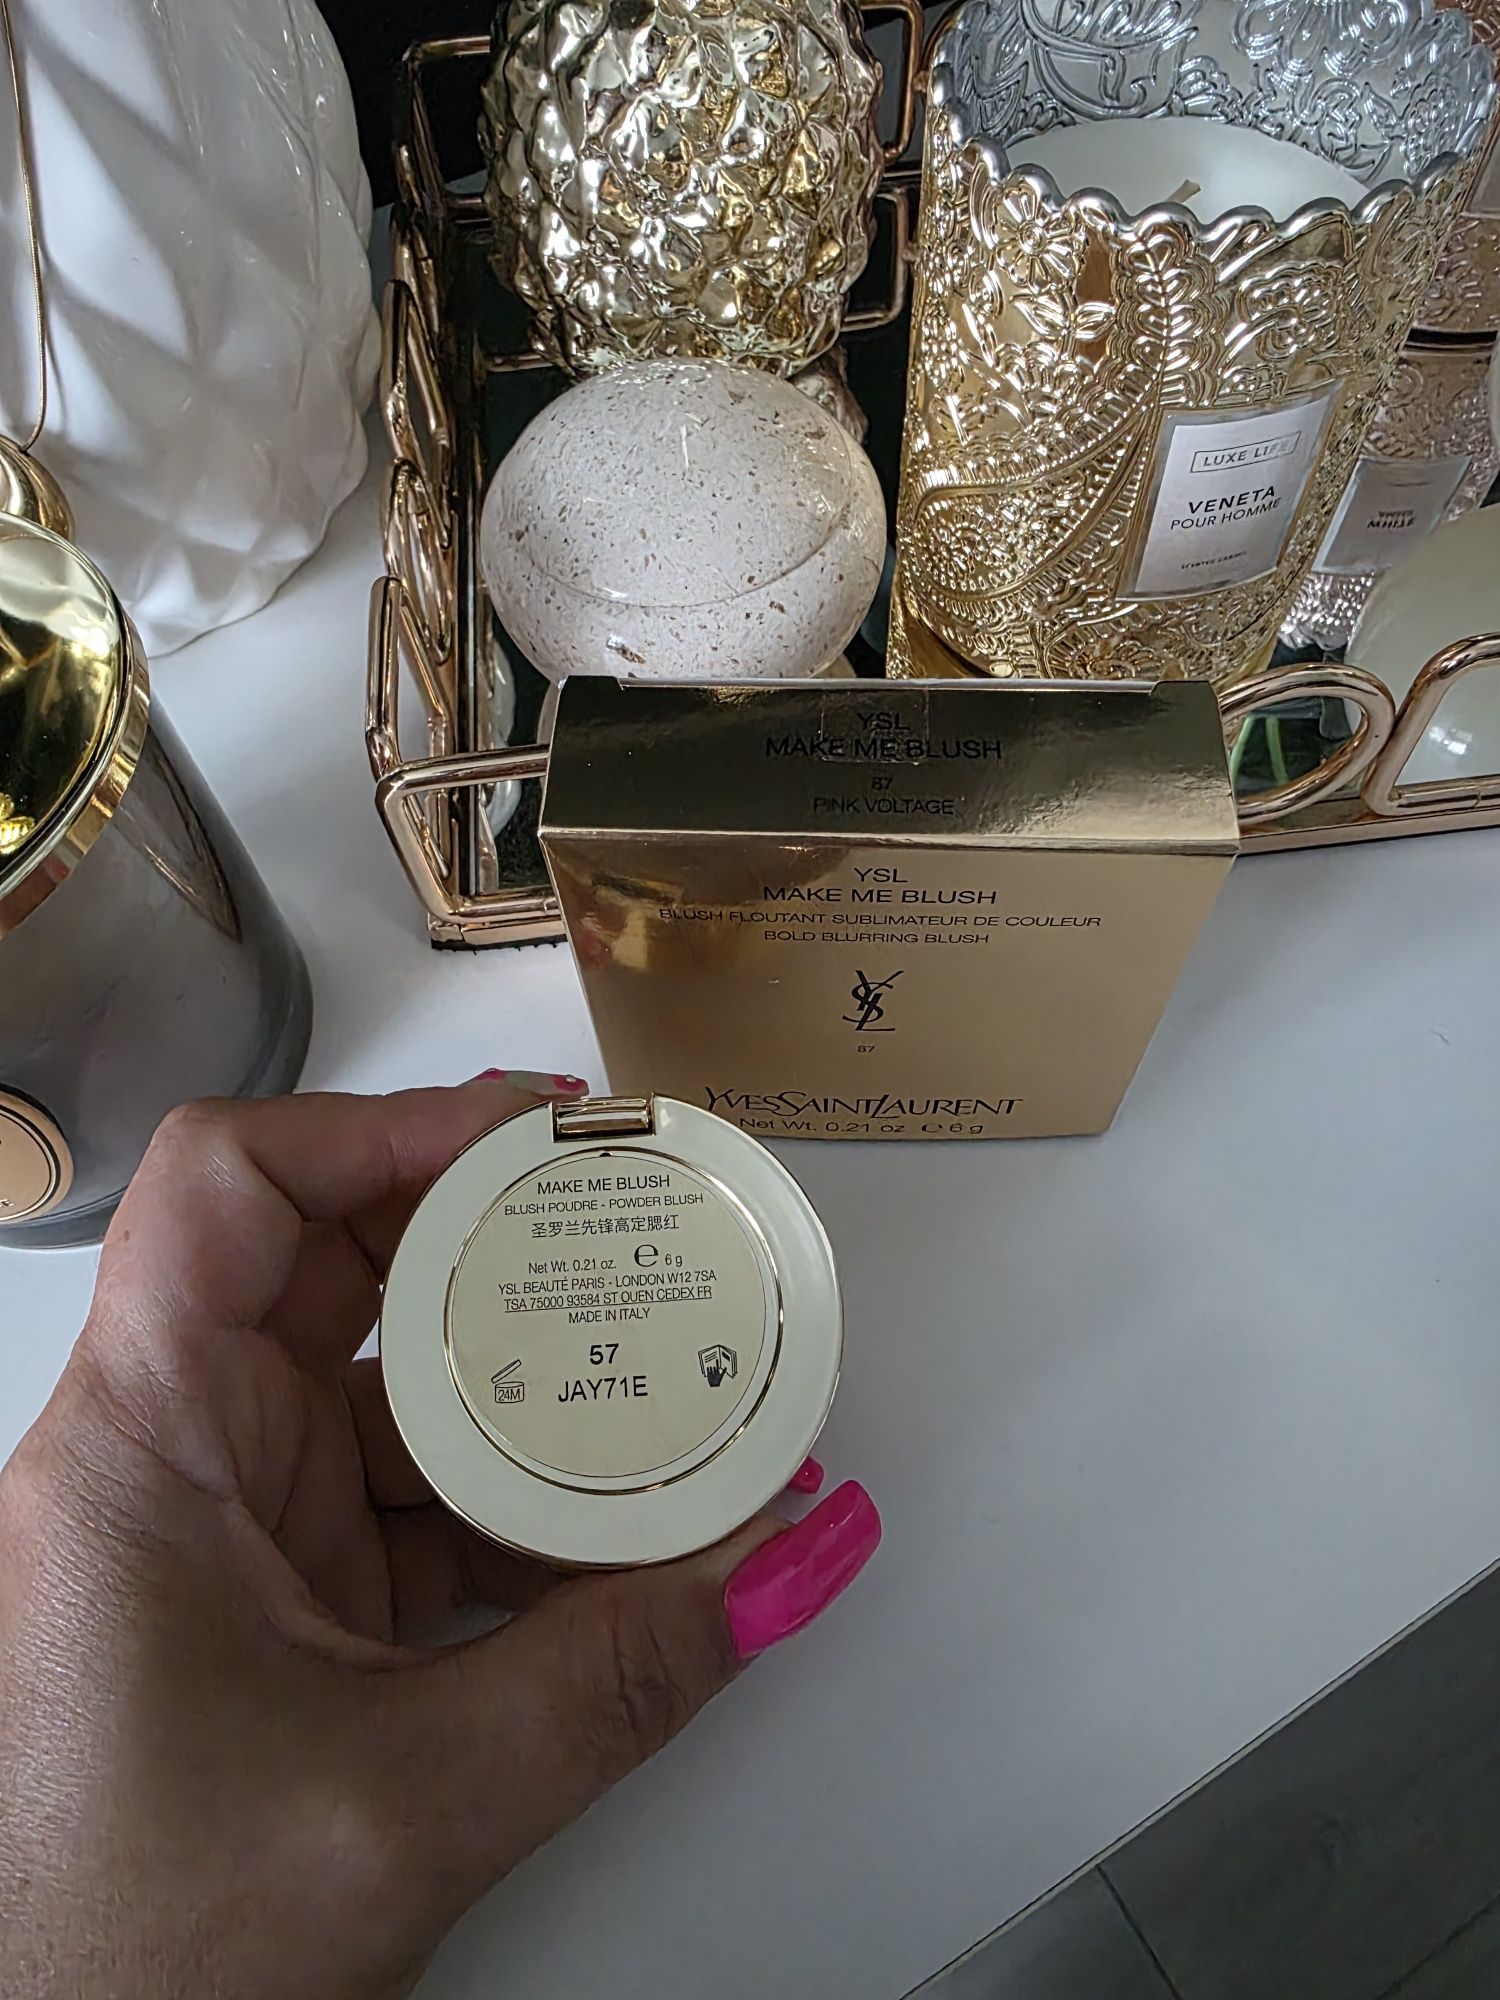 LUXE LIFE
VENETA
POUR HOMME
WHITE
YSL
MAKE ME BLUSH
87
PINK VOLTAGE
YSL
MAKE ME BLUSH
BLUSH FLOUTANT SUBLIMATEUR DE COULEUR
BOLD BLURRING BLUSH
YSL
87
YVESSAINTLAURENT
Net Wt. 0.21 oz e 6 g
MAKE ME BLUSH
BLUSH POUDRE - POWDER BLUSH
圣罗兰先锋高定腮红
Net Wt. 0.21 oz. e 6 g
YSL BEAUTÉ PARIS - LONDON W12 7SA
TSA 75000 93584 ST OUEN CEDEX FR
MADE IN ITALY
57
24M JAY71E